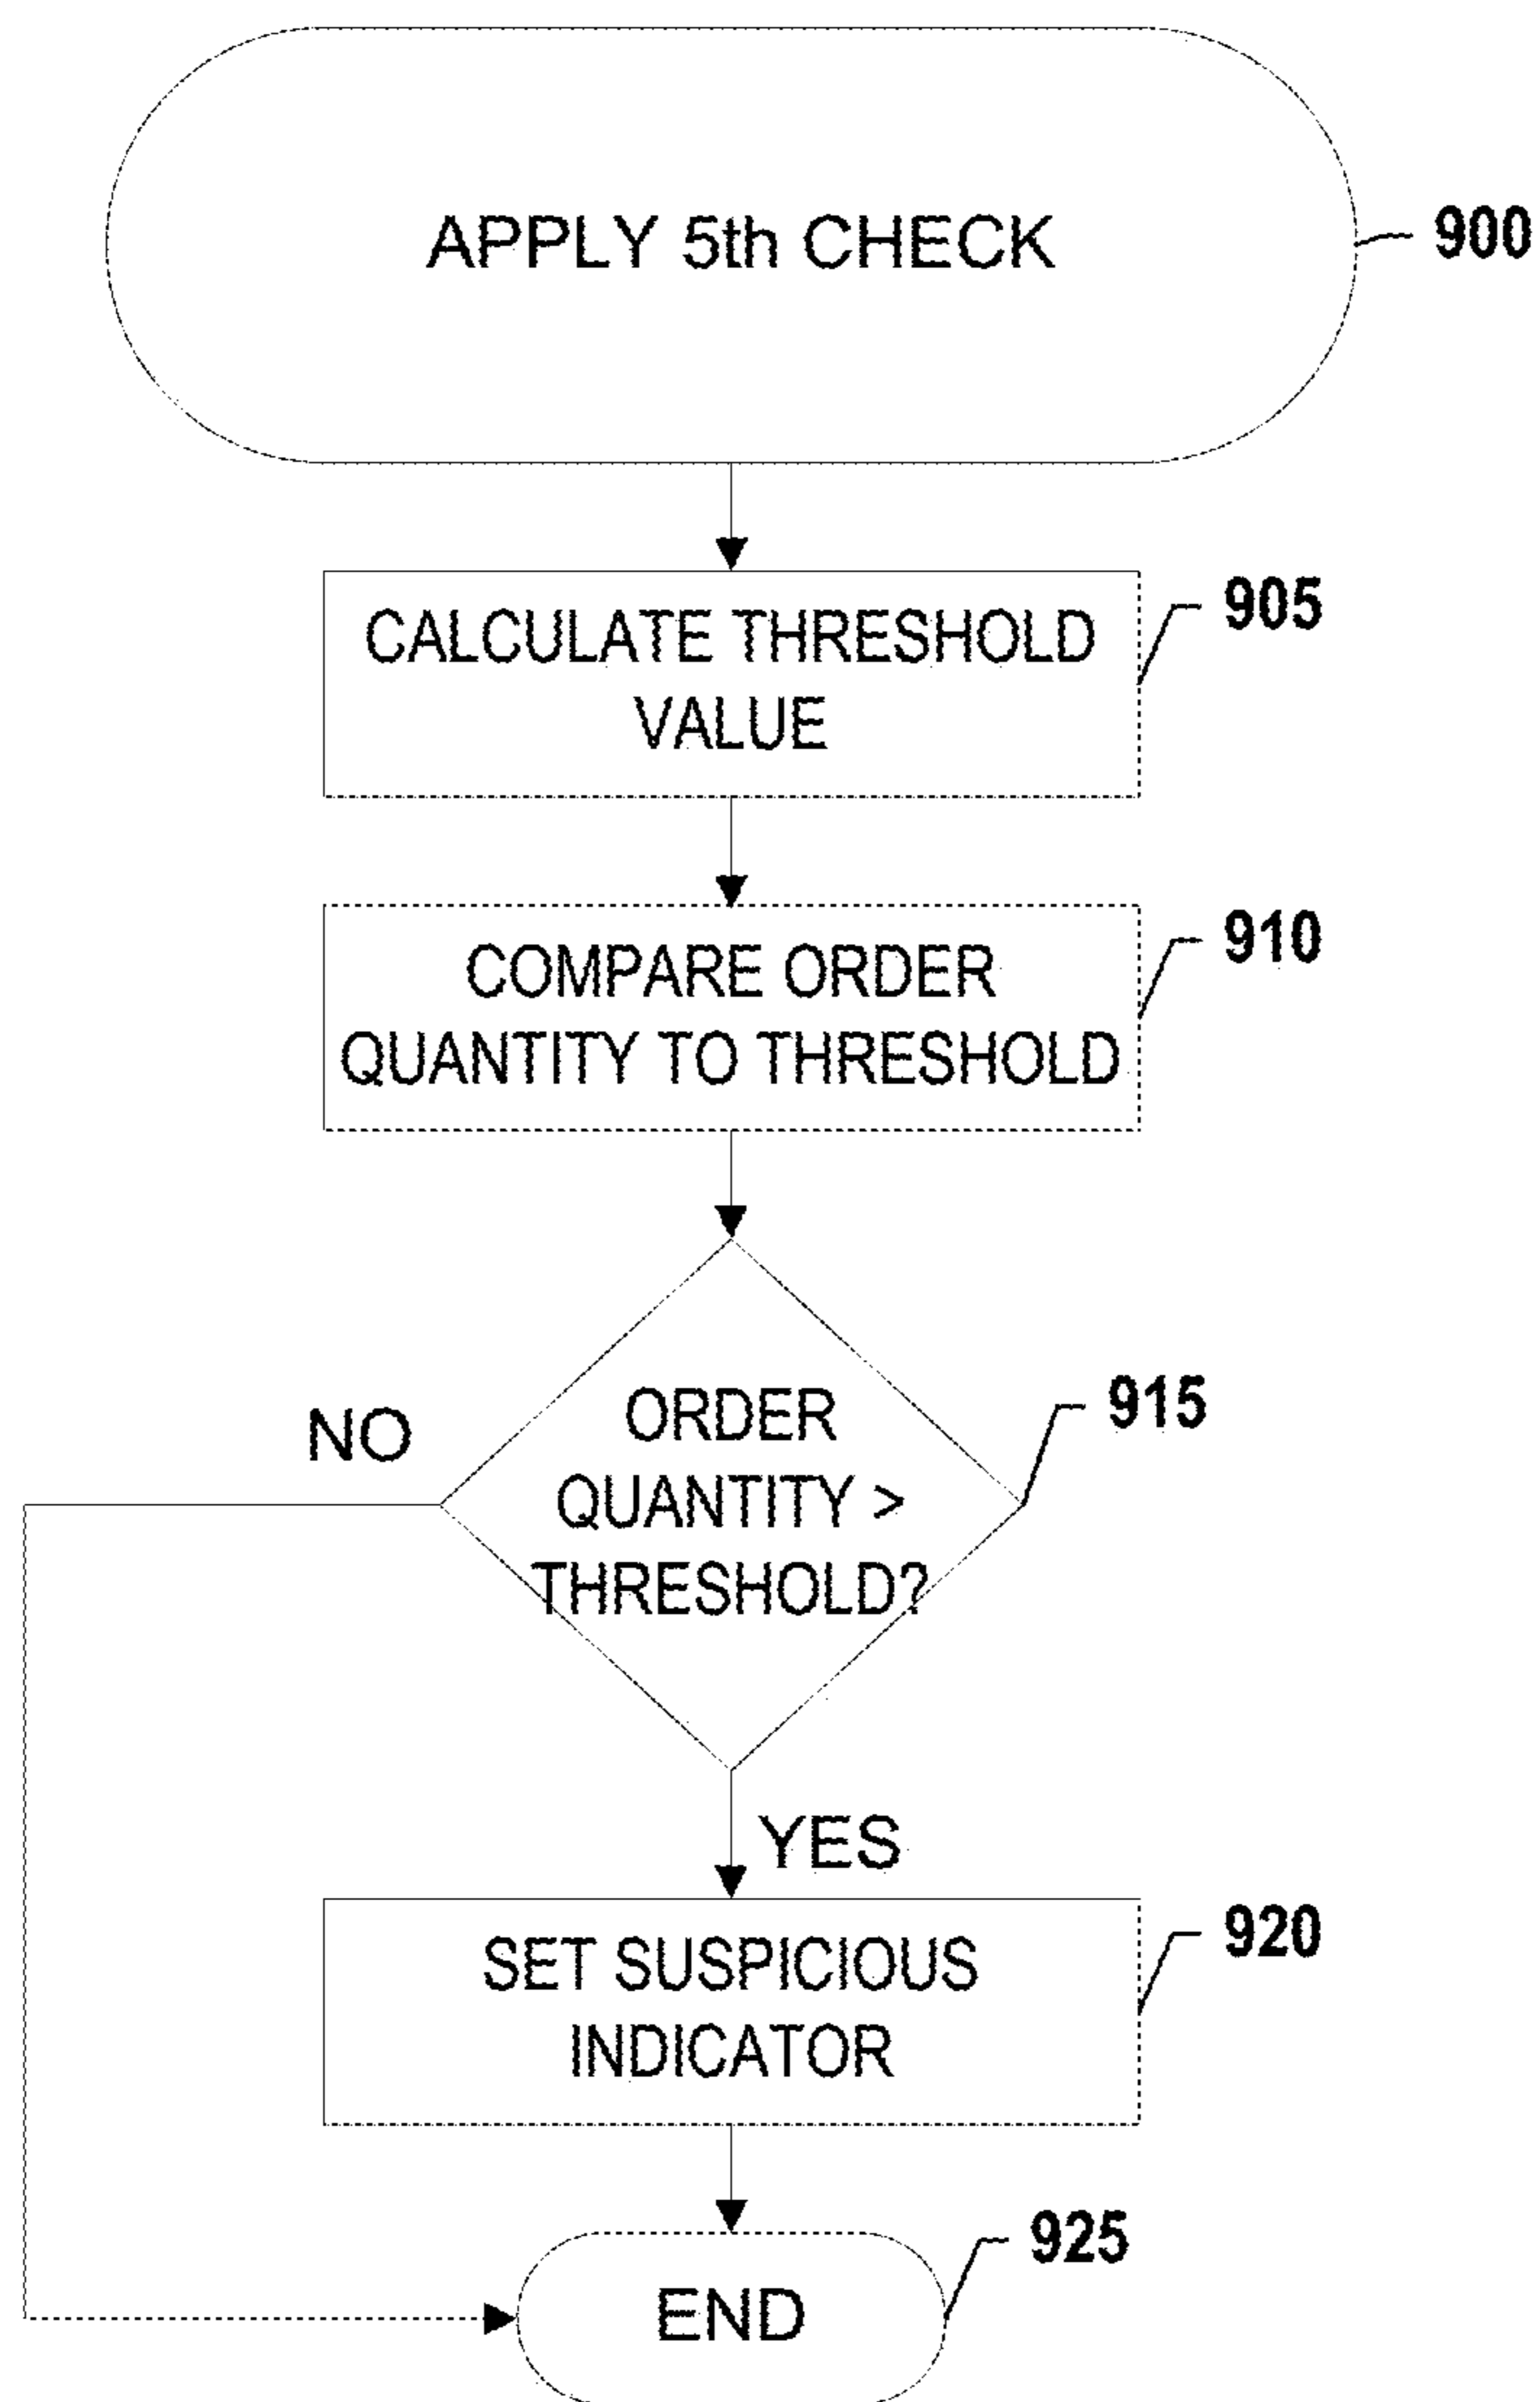 APPLY 5th CHECK
900
CALCULATE THRESHOLD
VALUE
905
COMPARE ORDER
QUANTITY TO THRESHOLD
910
ORDER
QUANTITY >
THRESHOLD?
915
NO
YES
SET SUSPICIOUS
INDICATOR
920
END
925